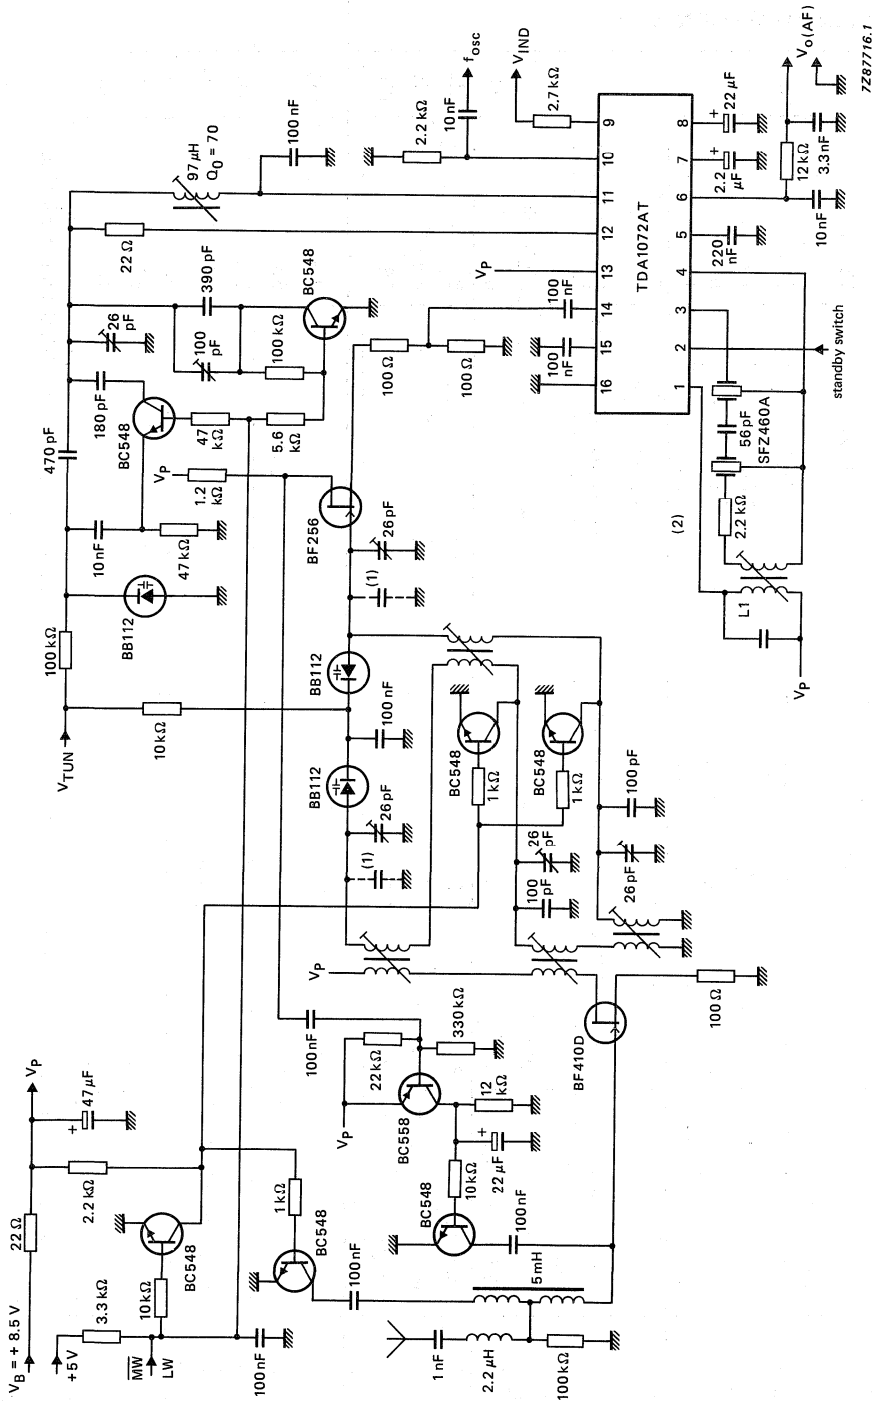 V_B = + 8.5 V
22 Ω
V_P
+
47 µF
+5 V
3.3 kΩ
2.2 kΩ
M̅W̅
LW
10 kΩ
BC548
100 nF
1 kΩ
BC548
100 nF
1 nF
2.2 µH
100 kΩ
5 mH
100 nF
BC548
10 kΩ
+
22 µF
12
kΩ
V_P
BC558
22 kΩ
330 kΩ
100 nF
BF410D
100 Ω
V_P
V_TUN
100 kΩ
10 kΩ
BB112
10 nF
47 kΩ
470 pF
BC548
180 pF
26
pF
47
kΩ
5.6
kΩ
V_P
1.2
kΩ
100
pF
390 pF
100 kΩ
BC548
22 Ω
97 µH
Q_O = 70
100 nF
(1)
26 pF
BB112
100 nF
BB112
(1)
26 pF
BF256
100 Ω
100 Ω
BC548
1 kΩ
BC548
1 kΩ
100
pF
26
pF
26 pF
100 pF
100
nF
100
nF
V_P
2.2 kΩ
10 nF
f_osc
V_IND
2.7 kΩ
16
15
14
13
12
11
10
9
TDA1072AT
1
2
3
4
5
6
7
8
(2)
V_P
L1
2.2 kΩ
56 pF
SFZ460A
standby switch
220
nF
10 nF
12 kΩ
3.3 nF
+
2.2
µF
+
22 µF
V_o(AF)
7Z87716.1